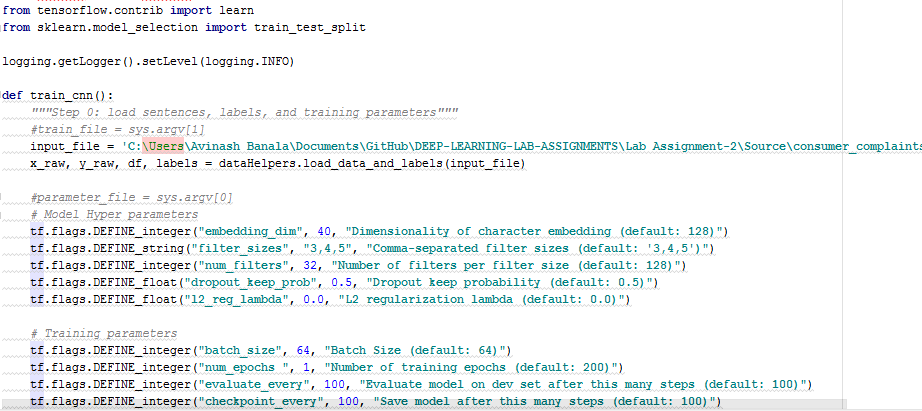 from tensorflow.contrib import learn
from sklearn.model_selection import train_test_split
logging.getLogger().setLevel(logging.INFO)
def train_cnn():
"""Step 0: load sentences, labels, and training parameters"""
#train_file = sys.argv[1]
input_file = 'C:\Users\Avinash Banala\Documents\GitHub\DEEP-LEARNING-LAB-ASSIGNMENTS\Lab Assignment-2\Source\consumer_complaints
x_raw, y_raw, df, labels = dataHelpers.load_data_and_labels(input_file)
#parameter_file = sys.argv[0]
# Model Hyper parameters
tf.flags.DEFINE_integer("embedding_dim", 40, "Dimensionality of character embedding (default: 128)")
tf.flags.DEFINE_string("filter_sizes", "3,4,5", "Comma-separated filter sizes (default: '3,4,5')")
tf.flags.DEFINE_integer("num_filters", 32, "Number of filters per filter size (default: 128)")
tf.flags.DEFINE_float("dropout_keep_prob", 0.5, "Dropout keep probability (default: 0.5)")
tf.flags.DEFINE_float("l2_reg_lambda", 0.0, "L2 regularization lambda (default: 0.0)")
# Training parameters
tf.flags.DEFINE_integer("batch_size", 64, "Batch Size (default: 64)")
tf.flags.DEFINE_integer("num_epochs ", 1, "Number of training epochs (default: 200)")
tf.flags.DEFINE_integer("evaluate_every", 100, "Evaluate model on dev set after this many steps (default: 100)")
tf.flags.DEFINE_integer("checkpoint_every", 100, "Save model after this many steps (default: 100)")